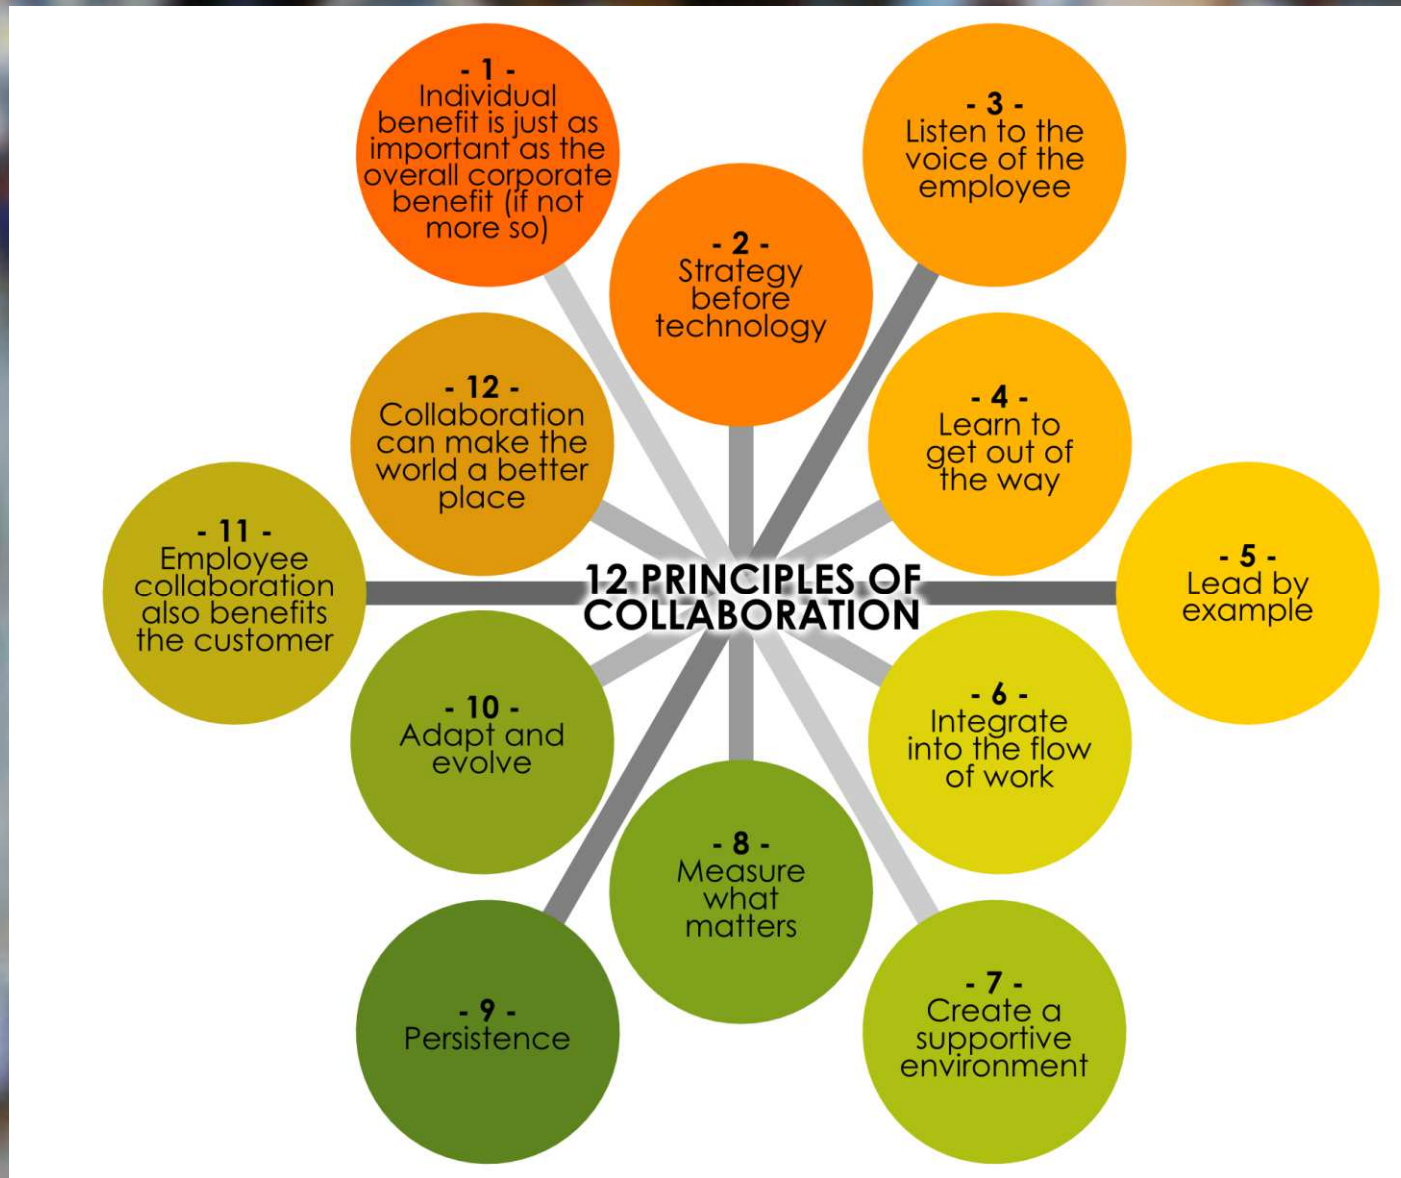 - 1 -
Individual
benefit is just as
important as the
overall corporate
benefit (if not
more so)
- 2 -
Strategy
before
technology
- 3 -
Listen to the
voice of the
employee
- 4 -
Learn to
get out of
the way
- 5 -
Lead by
example
- 6 -
Integrate
into the flow
of work
- 7 -
Create a
supportive
environment
- 8 -
Measure
what
matters
- 9 -
Persistence
- 10 -
Adapt and
evolve
- 11 -
Employee
collaboration
also benefits
the customer
- 12 -
Collaboration
can make the
world a better
place
12 PRINCIPLES OF
COLLABORATION